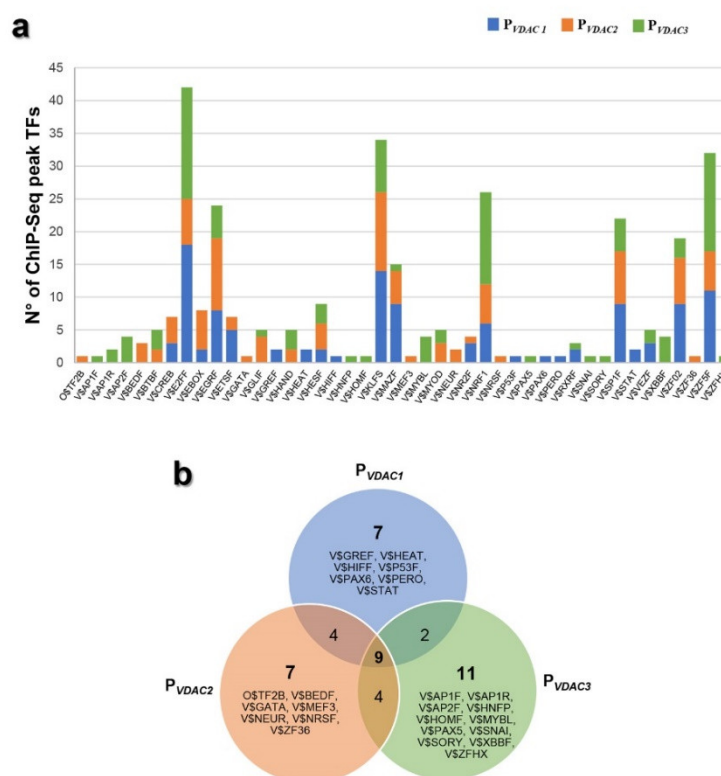 a
P VDAC 1 P VDAC2 P VDAC3
N° of ChIP-Seq peak TFs
45
40
35
30
25
20
15
10
5
0
O$TF2B
V$AP1F
V$AP1R
V$AP2F
V$BEDF
V$BTBF
V$CREB
V$E2FF
V$EBOX
V$EGRF
V$ETSF
V$GATA
V$GLIF
V$GREF
V$HAND
V$HEAT
V$HESF
V$HIFF
V$HNFP
V$HOMF
V$KLFS
V$MAZF
V$MEF3
V$MYBL
V$MYOD
V$NEUR
V$NR2F
V$NRF1
V$NRSF
V$P53F
V$PAX5
V$PAX6
V$PERO
V$RXRF
V$SNAI
V$SORY
V$SP1F
V$STAT
V$VEZF
V$XBBF
V$ZF02
V$ZF36
V$ZF5F
V$ZFH
b
P VDAC1
7
V$GREF, V$HEAT,
V$HIFF, V$P53F,
V$PAX6, V$PERO,
V$STAT
4
2
9
P VDAC2
7
O$TF2B, V$BEDF,
V$GATA, V$MEF3,
V$NEUR, V$NRSF,
V$ZF36
4
P VDAC3
11
V$AP1F, V$AP1R,
V$AP2F, V$HNFP,
V$HOMF, V$MYBL,
V$PAX5, V$SNAI,
V$SORY, V$XBBF,
V$ZFHX